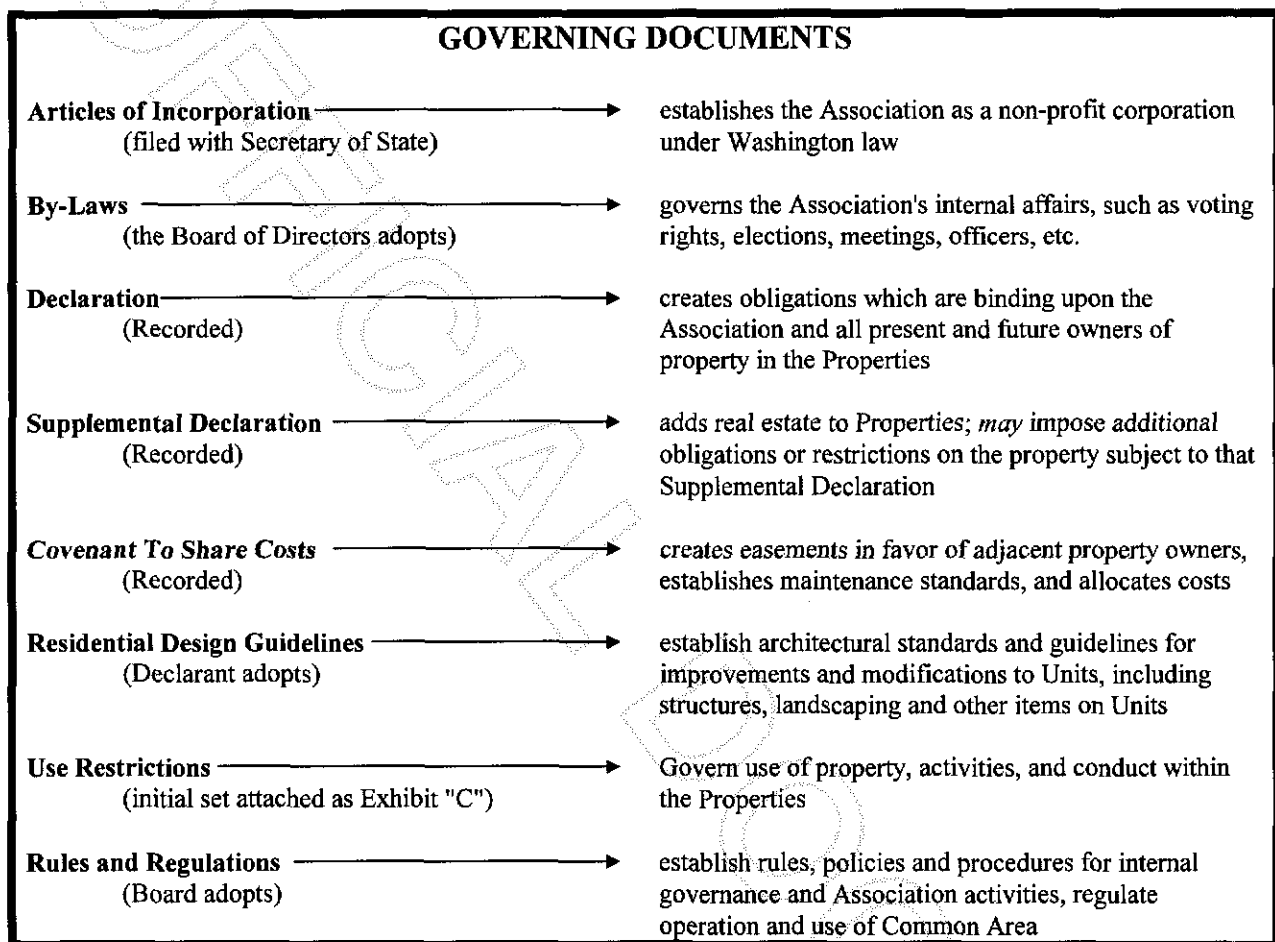 GOVERNING DOCUMENTS
Articles of Incorporation
(filed with Secretary of State)
establishes the Association as a non-profit corporation
under Washington law
By-Laws
(the Board of Directors adopts)
governs the Association's internal affairs, such as voting
rights, elections, meetings, officers, etc.
Declaration
(Recorded)
creates obligations which are binding upon the
Association and all present and future owners of
property in the Properties
Supplemental Declaration
(Recorded)
adds real estate to Properties; may impose additional
obligations or restrictions on the property subject to that
Supplemental Declaration
Covenant To Share Costs
(Recorded)
creates easements in favor of adjacent property owners,
establishes maintenance standards, and allocates costs
Residential Design Guidelines
(Declarant adopts)
establish architectural standards and guidelines for
improvements and modifications to Units, including
structures, landscaping and other items on Units
Use Restrictions
(initial set attached as Exhibit "C")
Govern use of property, activities, and conduct within
the Properties
Rules and Regulations
(Board adopts)
establish rules, policies and procedures for internal
governance and Association activities, regulate
operation and use of Common Area